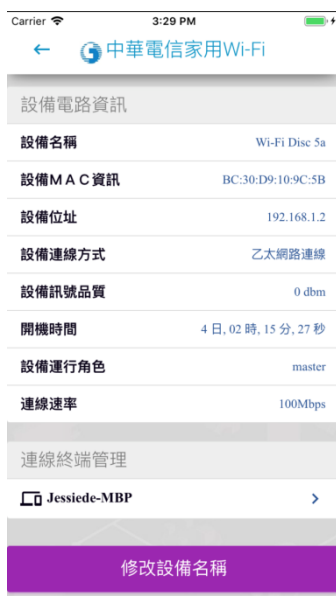 Carrier 3:29 PM
中華電信家用Wi-Fi
設備電路資訊
設備名稱 Wi-Fi Disc 5a
設備ＭＡＣ資訊 BC:30:D9:10:9C:5B
設備位址 192.168.1.2
設備連線方式 乙太網路連線
設備訊號品質 0 dbm
開機時間 4 日, 02 時, 15 分, 27 秒
設備運行角色 master
連線速率 100Mbps
連線終端管理
Jessiede-MBP
修改設備名稱